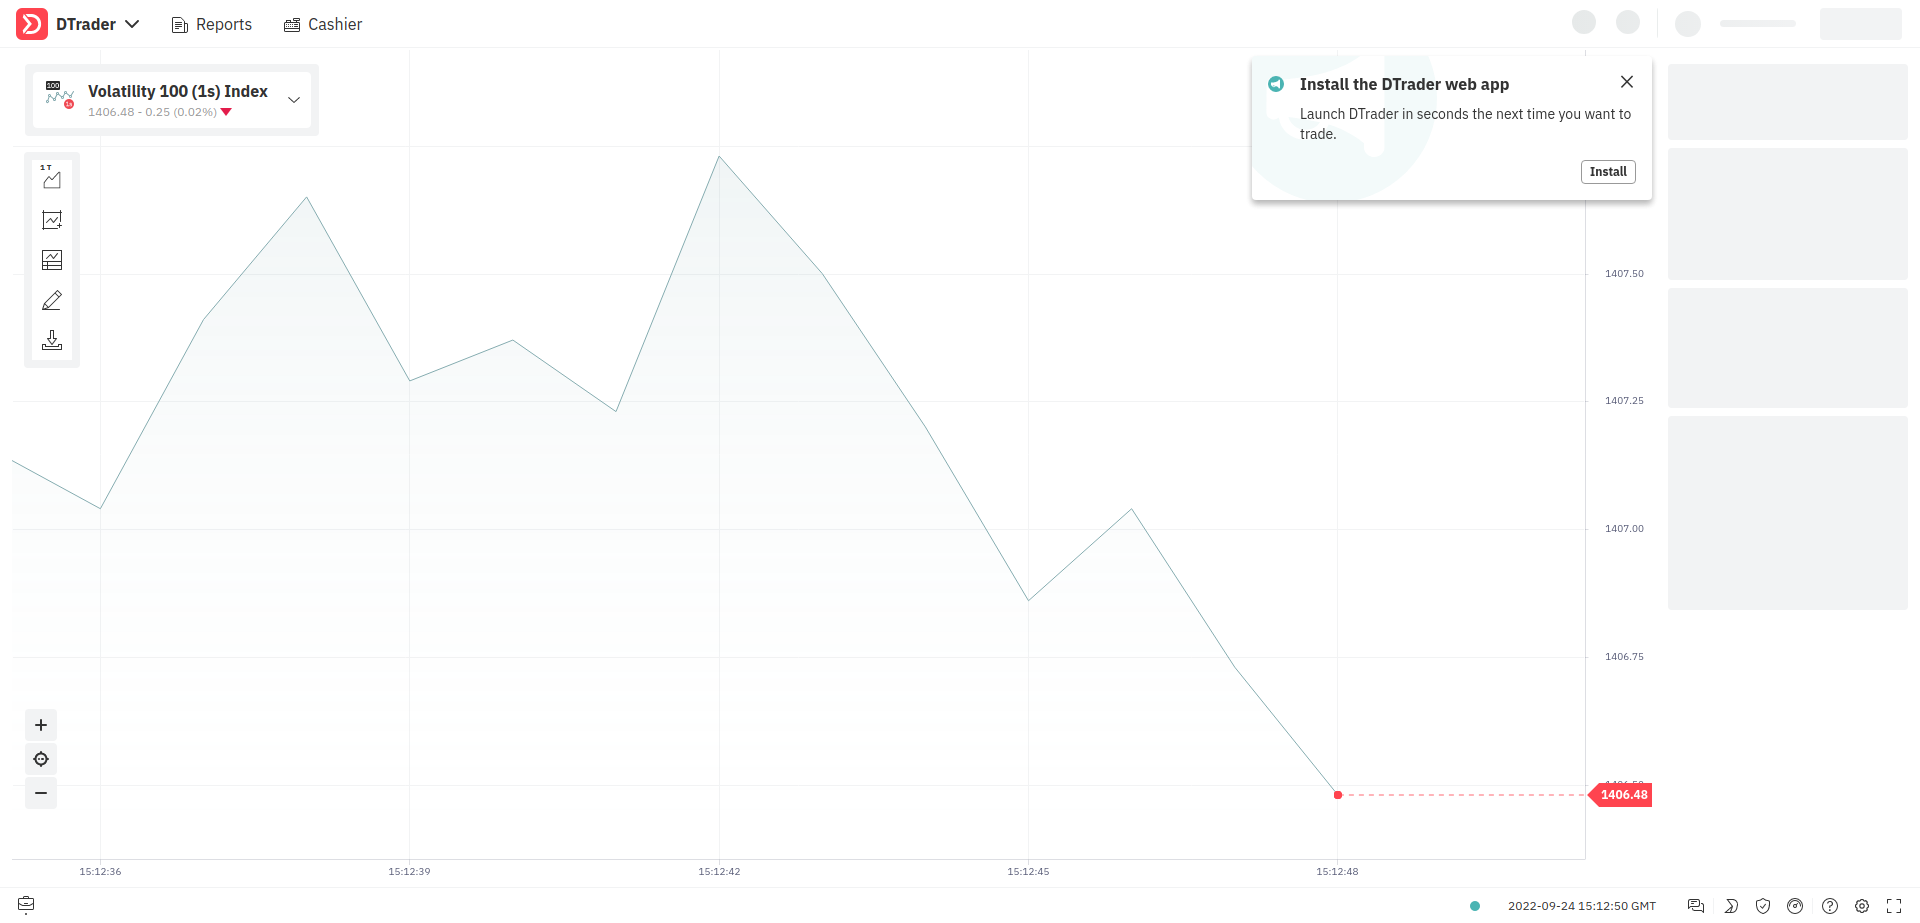 DTrader
Reports
Cashier
100
1s
Volatility 100 (1s) Index
1406.48 - 0.25 (0.02%)
1 T
Install the DTrader web app
Launch DTrader in seconds the next time you want to
trade.
Install
1407.50
1407.25
1407.00
1406.75
1406.48
15:12:36
15:12:39
15:12:42
15:12:45
15:12:48
2022-09-24 15:12:50 GMT